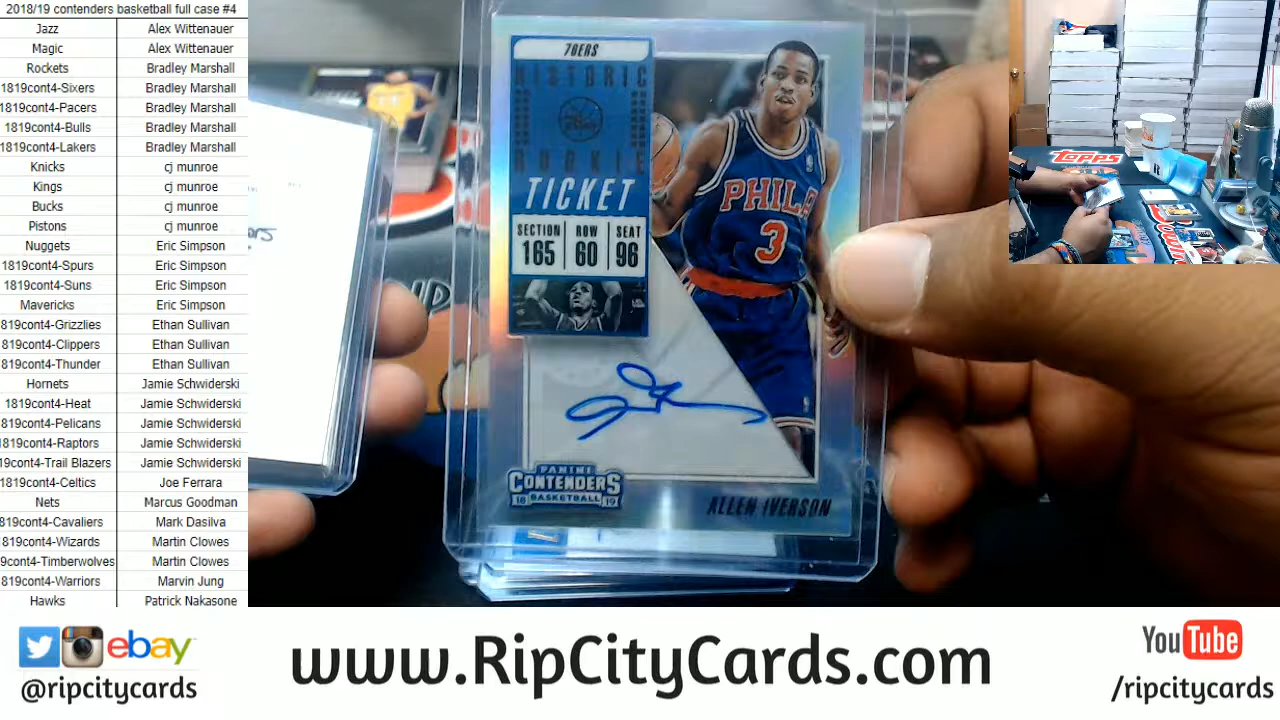 2018/19 contenders basketball full case #4
Jazz Alex Wittenauer
Magic Alex Wittenauer
Rockets Bradley Marshall
1819cont4-Sixers Bradley Marshall
1819cont4-Pacers Bradley Marshall
1819cont4-Bulls Bradley Marshall
1819cont4-Lakers Bradley Marshall
Knicks cj munroe
Kings cj munroe
Bucks cj munroe
Pistons cj munroe
Nuggets Eric Simpson
1819cont4-Spurs Eric Simpson
1819cont4-Suns Eric Simpson
Mavericks Eric Simpson
819cont4-Grizzlies Ethan Sullivan
819cont4-Clippers Ethan Sullivan
819cont4-Thunder Ethan Sullivan
Hornets Jamie Schwiderski
819cont4-Heat Jamie Schwiderski
819cont4-Pelicans Jamie Schwiderski
819cont4-Raptors Jamie Schwiderski
19cont4-Trail Blazers Jamie Schwiderski
819cont4-Celtics Joe Ferrara
Nets Marcus Goodman
819cont4-Cavaliers Mark Dasilva
819cont4-Wizards Martin Clowes
9cont4-Timberwolves Martin Clowes
819cont4-Warriors Marvin Jung
Hawks Patrick Nakasone
76ERS
HISTORIC
ROOKIE
TICKET
SECTION ROW SEAT
165 60 96
PHILA
3
PANINI
CONTENDERS
18 BASKETBALL 19
ALLEN IVERSON
TOPPS
ebay
@ripcitycards
www.RipCityCards.com
YouTube
/ripcitycards